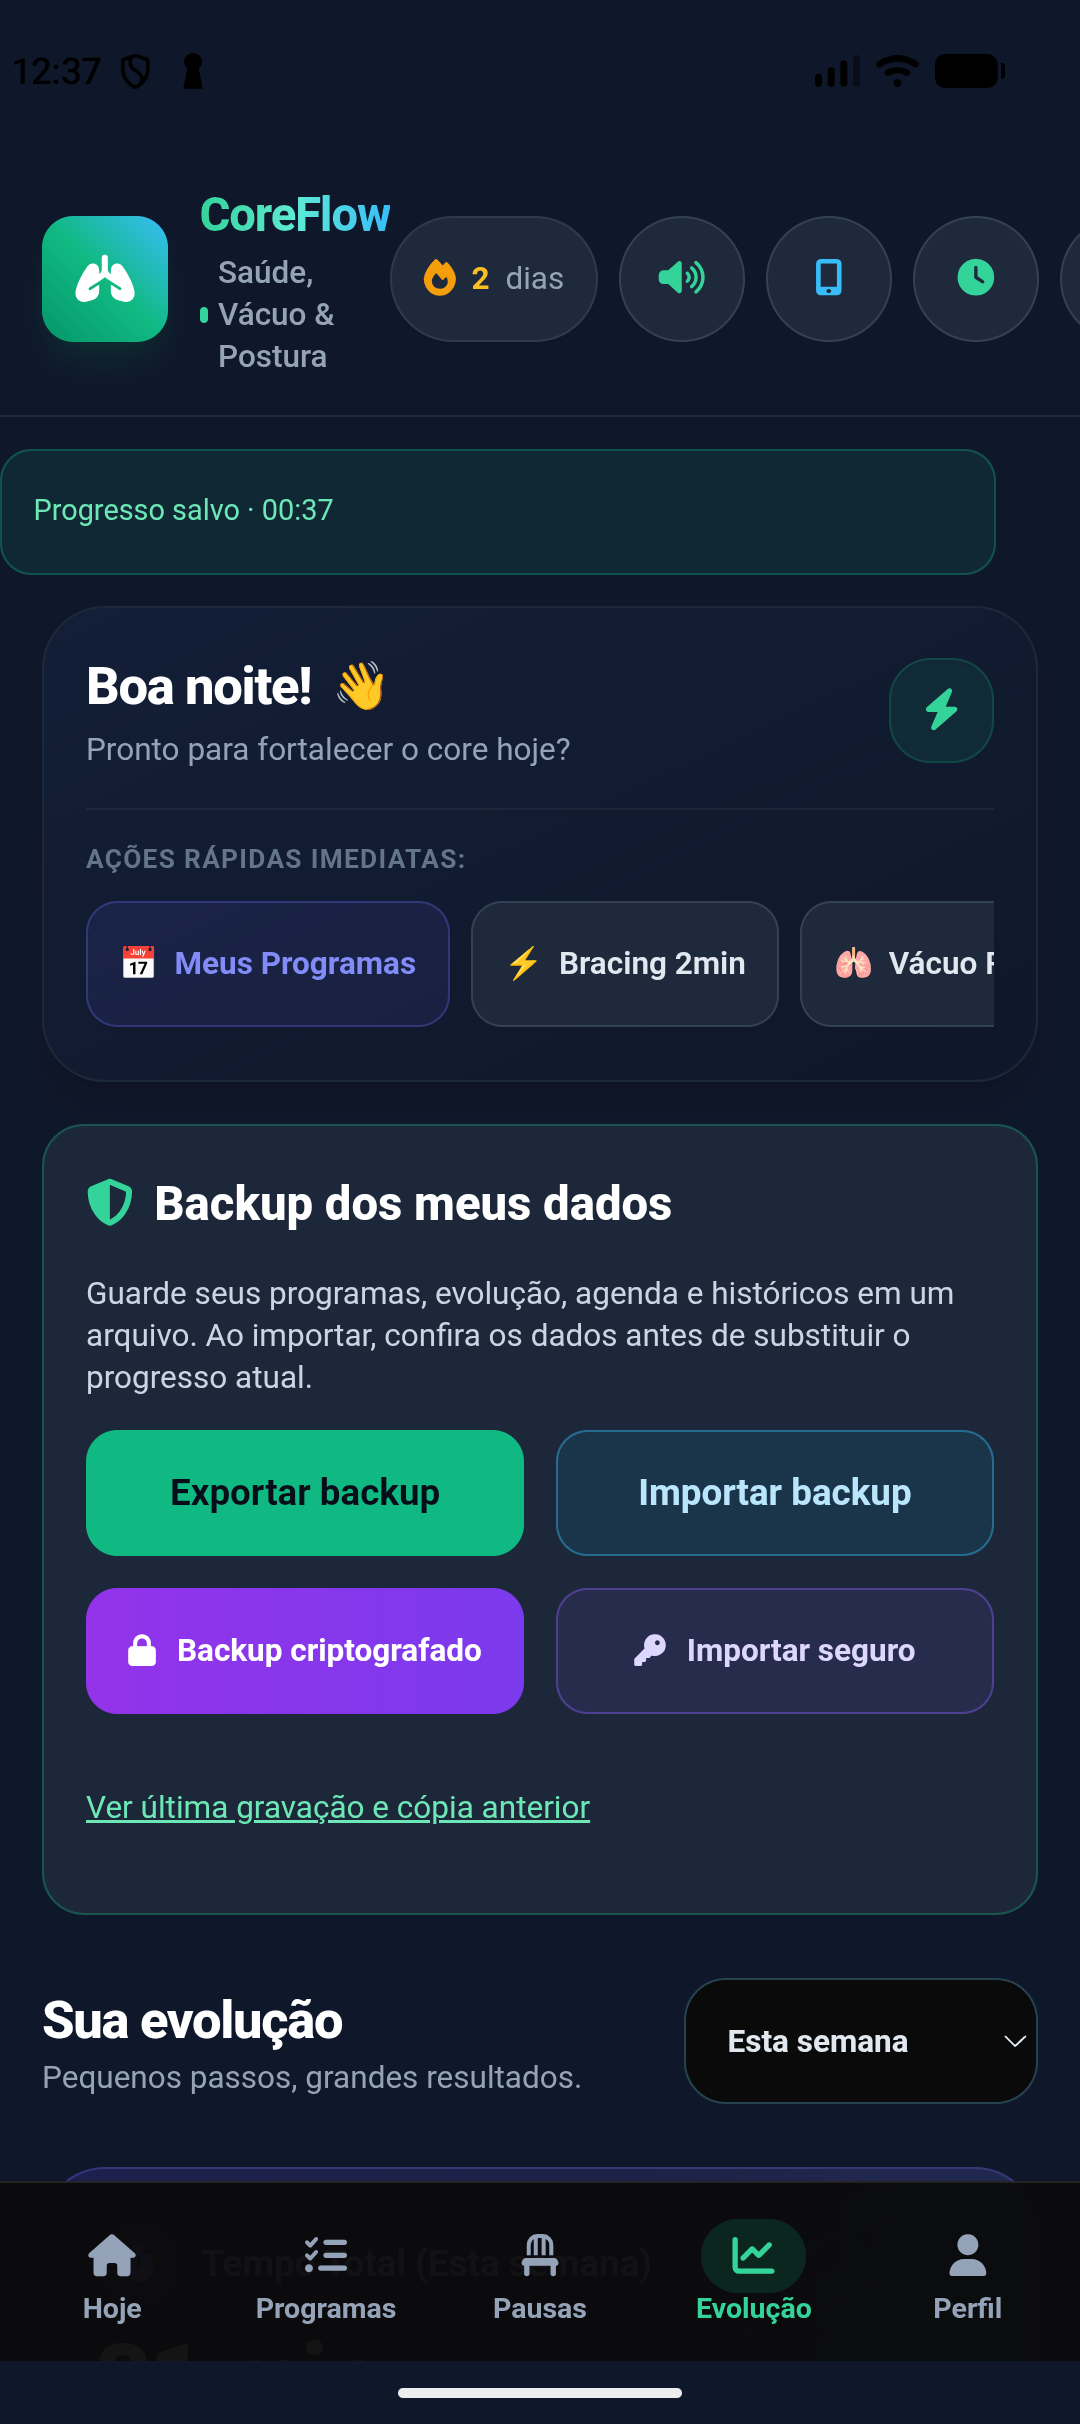 12:37
CoreFlow
Saúde,
Vácuo &
Postura
2 dias
Progresso salvo · 00:37
Boa noite! 👋
Pronto para fortalecer o core hoje?
AÇÕES RÁPIDAS IMEDIATAS:
📅 Meus Programas
⚡ Bracing 2min
🫁 Vácuo
Backup dos meus dados
Guarde seus programas, evolução, agenda e históricos em um
arquivo. Ao importar, confira os dados antes de substituir o
progresso atual.
Exportar backup
Importar backup
Backup criptografado
Importar seguro
Ver última gravação e cópia anterior
Sua evolução
Pequenos passos, grandes resultados.
Esta semana
Tempo Total (Esta semana)
Hoje
Programas
Pausas
Evolução
Perfil